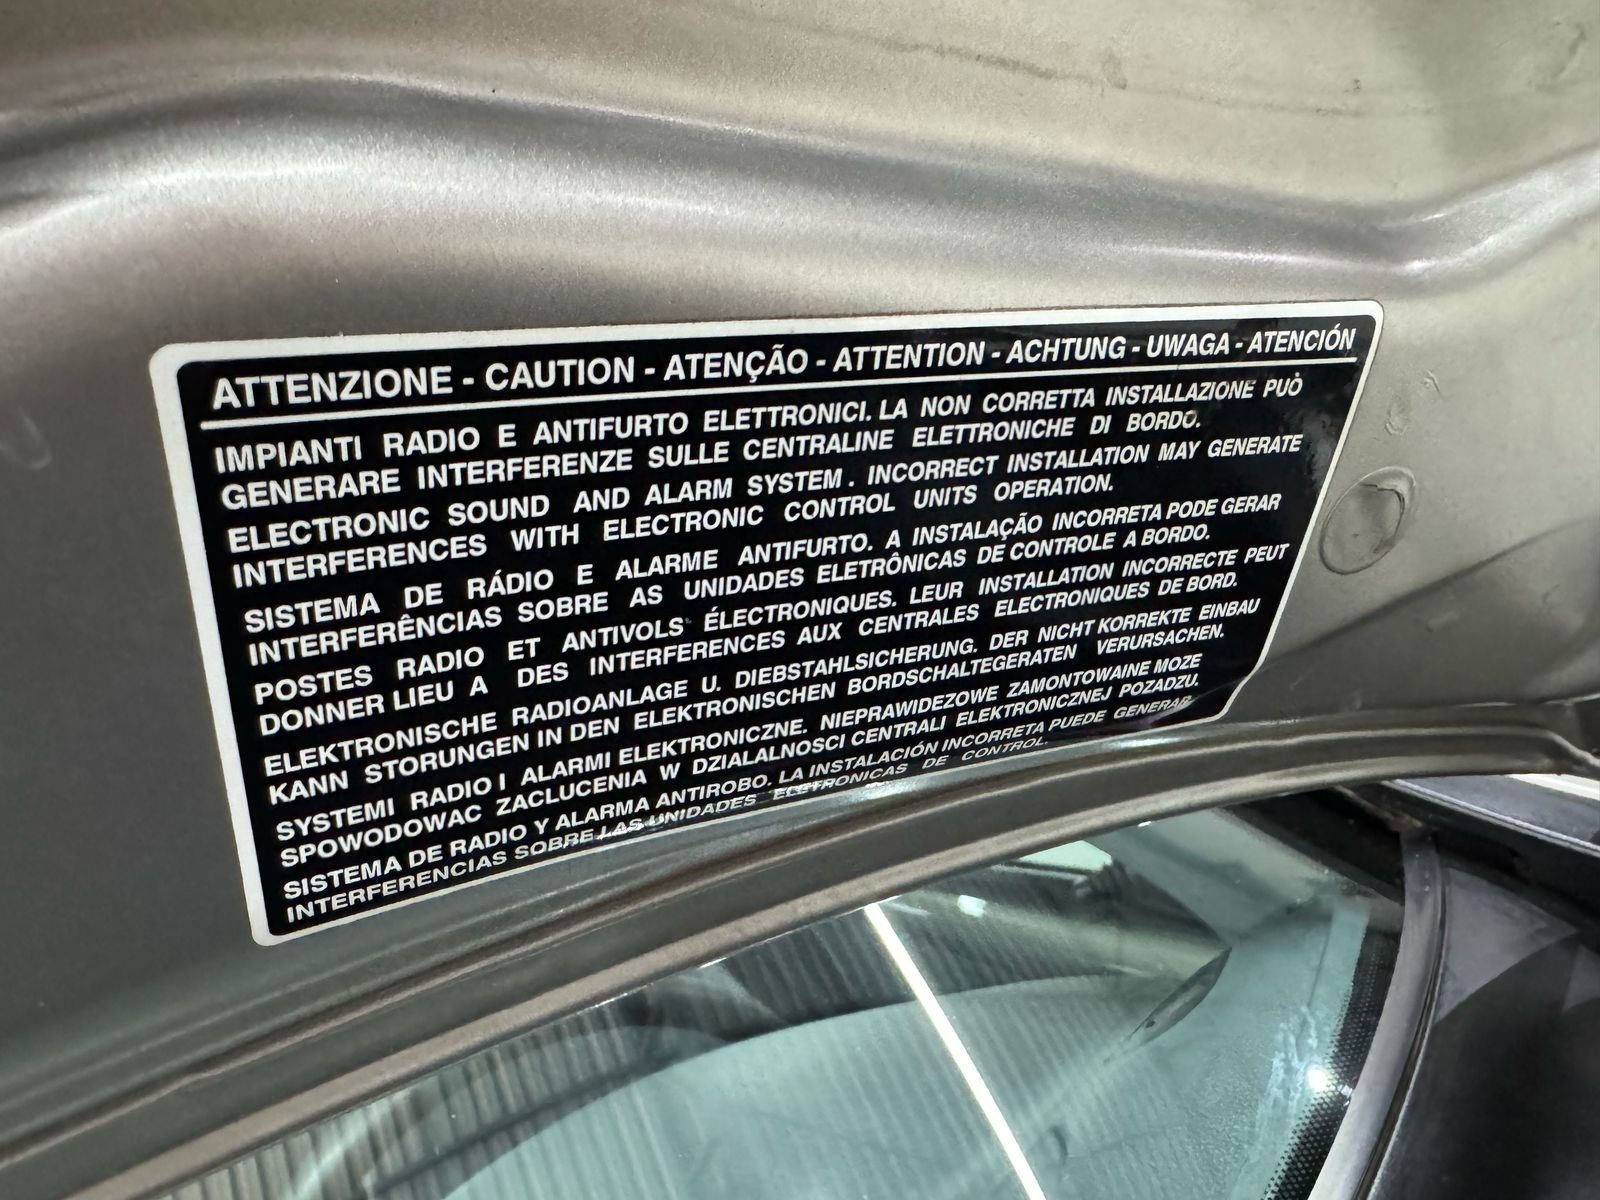 ATTENZIONE - CAUTION - ATENÇÃO - ATTENTION - ACHTUNG - UWAGA - ATENCIÓN
IMPIANTI RADIO E ANTIFURTO ELETTRONICI. LA NON CORRETTA INSTALLAZIONE PUÒ
GENERARE INTERFERENZE SULLE CENTRALINE ELETTRONICHE DI BORDO.
ELECTRONIC SOUND AND ALARM SYSTEM. INCORRECT INSTALLATION MAY GENERATE
INTERFERENCES WITH ELECTRONIC CONTROL UNITS OPERATION.
SISTEMA DE RÁDIO E ALARME ANTIFURTO. A INSTALAÇÃO INCORRETA PODE GERAR
INTERFERÊNCIAS SOBRE AS UNIDADES ELETRÔNICAS DE CONTROLE A BORDO.
POSTES RADIO ET ANTIVOLS ÉLECTRONIQUES. LEUR INSTALLATION INCORRECTE PEUT
DONNER LIEU A DES INTERFERENCES AUX CENTRALES ELECTRONIQUES DE BORD.
ELEKTRONISCHE RADIOANLAGE U. DIEBSTAHLSICHERUNG. DER NICHT KORREKTE EINBAU
KANN STORUNGEN IN DEN ELEKTRONISCHEN BORDSCHALTEGERATEN VERURSACHEN.
SYSTEMI RADIO I ALARMI ELEKTRONICZNE. NIEPRAWIDEZOWE ZAMONTOWAINE MOZE
SPOWODOWAC ZACLUCENIA W DZIALALNOSCI CENTRALI ELEKTRONICZNEJ POZADZU.
SISTEMA DE RADIO Y ALARMA ANTIROBO. LA INSTALACIÓN INCORRETA PUEDE GENERAR
INTERFERENCIAS SOBRE LAS UNIDADES ELETRONICAS DE CONTROL.